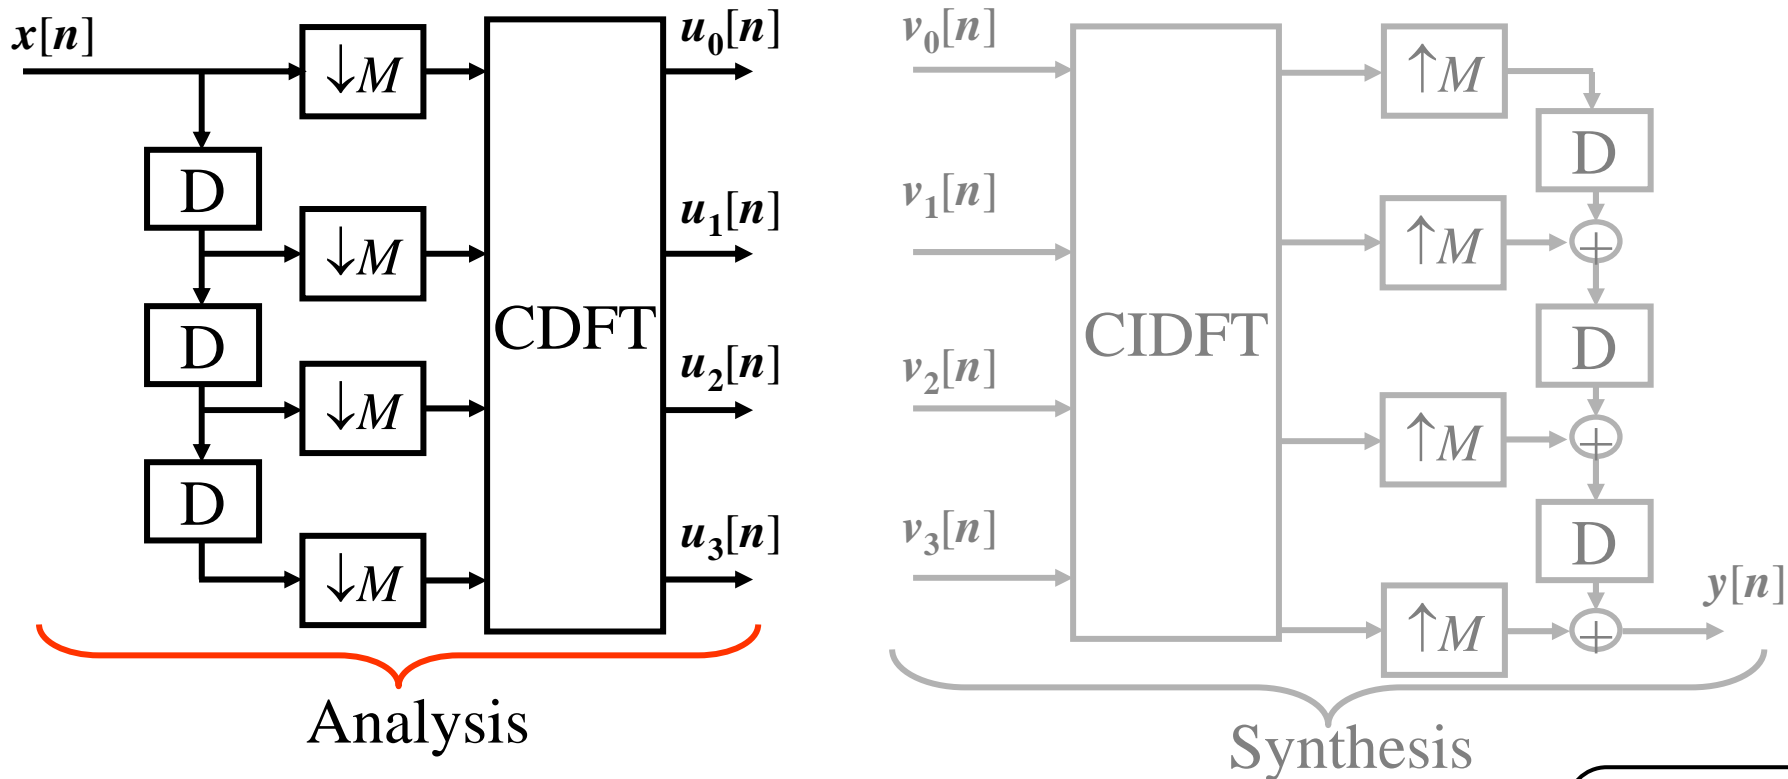 x[n]
↓M
u₀[n]
D
↓M
u₁[n]
D
↓M
u₂[n]
D
↓M
u₃[n]
CDFT
Analysis
v₀[n]
v₁[n]
v₂[n]
v₃[n]
CIDFT
↑M
D
↑M
+
D
↑M
+
D
↑M
+
y[n]
Synthesis